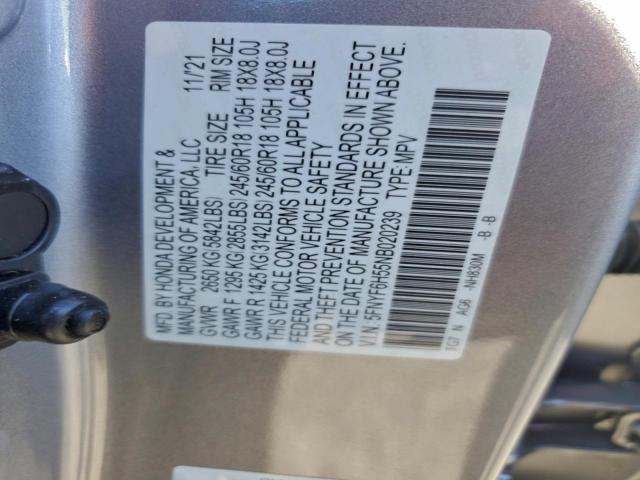 MFD.BY HONDA DEVELOPMENT & 11/21
MANUFACTURING OF AMERICA, LLC
GVWR 2650 KG(5842LBS) TIRE SIZE RIM SIZE
GAWR F 1295 KG(2855LBS) 245/60R18 105H 18X8.0J
GAWR R 1425 KG(3142LBS) 245/60R18 105H 18X8.0J
THIS VEHICLE CONFORMS TO ALL APPLICABLE
FEDERAL MOTOR VEHICLE SAFETY
AND THEFT PREVENTION STANDARDS IN EFFECT
ON THE DATE OF MANUFACTURE SHOWN ABOVE.
V.I.N. 5FNYF6H55NB020239 TYPE:MPV
TG7 N AG6 -NH830M -B -B